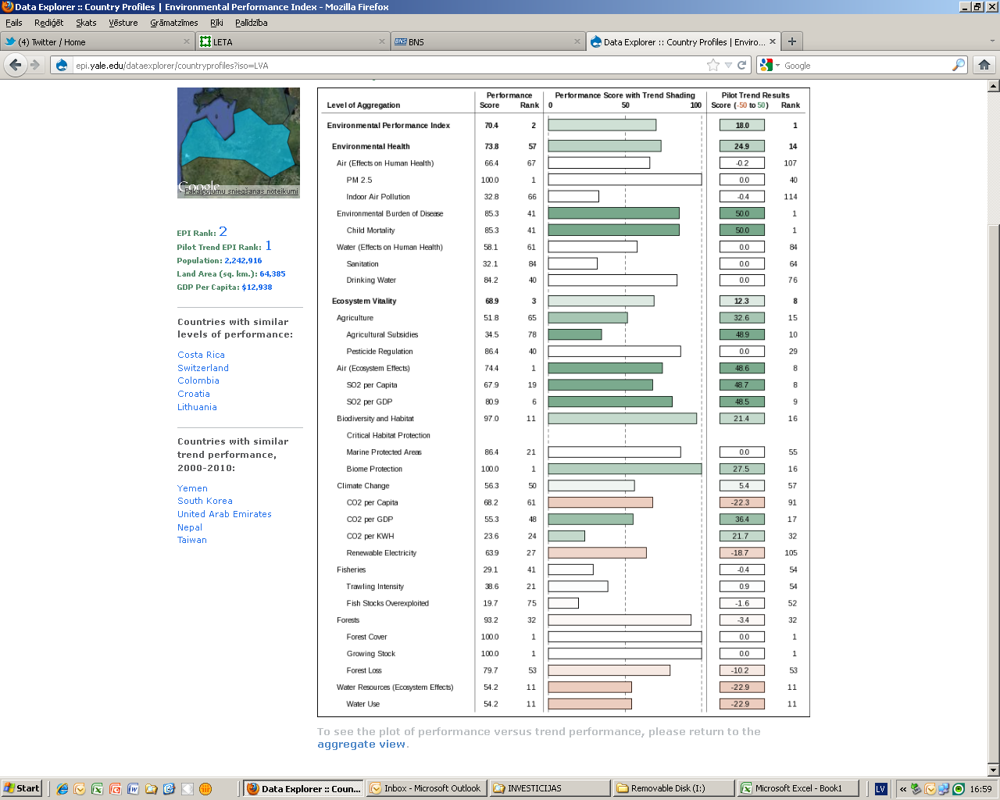 Data Explorer :: Country Profiles | Environmental Performance Index - Mozilla Firefox
Fails Rediģēt Skats Vēsture Grāmatzīmes Rīki Palīdzība
(4) Twitter / Home LETA BNS BNS Data Explorer :: Country Profiles | Enviro...
epi.yale.edu/dataexplorer/countryprofiles?iso=LVA Google
Google
Pakalpojumu sniegšanas noteikumi
EPI Rank: 2
Pilot Trend EPI Rank: 1
Population: 2,242,916
Land Area (sq. km.): 64,385
GDP Per Capita: $12,938
Countries with similar
levels of performance:
Costa Rica
Switzerland
Colombia
Croatia
Lithuania
Countries with similar
trend performance,
2000-2010:
Yemen
South Korea
United Arab Emirates
Nepal
Taiwan
Performance Performance Score with Trend Shading Pilot Trend Results
Level of Aggregation Score Rank 0 50 100 Score (-50 to 50) Rank
Environmental Performance Index 70.4 2 18.0 1
Environmental Health 73.8 57 24.9 14
Air (Effects on Human Health) 66.4 67 -0.2 107
PM 2.5 100.0 1 0.0 40
Indoor Air Pollution 32.8 66 -0.4 114
Environmental Burden of Disease 85.3 41 50.0 1
Child Mortality 85.3 41 50.0 1
Water (Effects on Human Health) 58.1 61 0.0 84
Sanitation 32.1 84 0.0 64
Drinking Water 84.2 40 0.0 76
Ecosystem Vitality 68.9 3 12.3 8
Agriculture 51.8 65 32.6 15
Agricultural Subsidies 34.5 78 48.9 10
Pesticide Regulation 86.4 40 0.0 29
Air (Ecosystem Effects) 74.4 1 48.6 8
SO2 per Capita 67.9 19 48.7 8
SO2 per GDP 80.9 6 48.5 9
Biodiversity and Habitat 97.0 11 21.4 16
Critical Habitat Protection
Marine Protected Areas 86.4 21 0.0 55
Biome Protection 100.0 1 27.5 16
Climate Change 56.3 50 5.4 57
CO2 per Capita 68.2 61 -22.3 91
CO2 per GDP 55.3 48 36.4 17
CO2 per KWH 23.6 24 21.7 32
Renewable Electricity 63.9 27 -18.7 105
Fisheries 29.1 41 -0.4 54
Trawling Intensity 38.6 21 0.9 54
Fish Stocks Overexploited 19.7 75 -1.6 52
Forests 93.2 32 -3.4 32
Forest Cover 100.0 1 0.0 1
Growing Stock 100.0 1 0.0 1
Forest Loss 79.7 53 -10.2 53
Water Resources (Ecosystem Effects) 54.2 11 -22.9 11
Water Use 54.2 11 -22.9 11
To see the plot of performance versus trend performance, please return to the
aggregate view.
Start Data Explorer :: Coun... Inbox - Microsoft Outlook INVESTICIJAS Removable Disk (I:) Microsoft Excel - Book1 LV 16:59